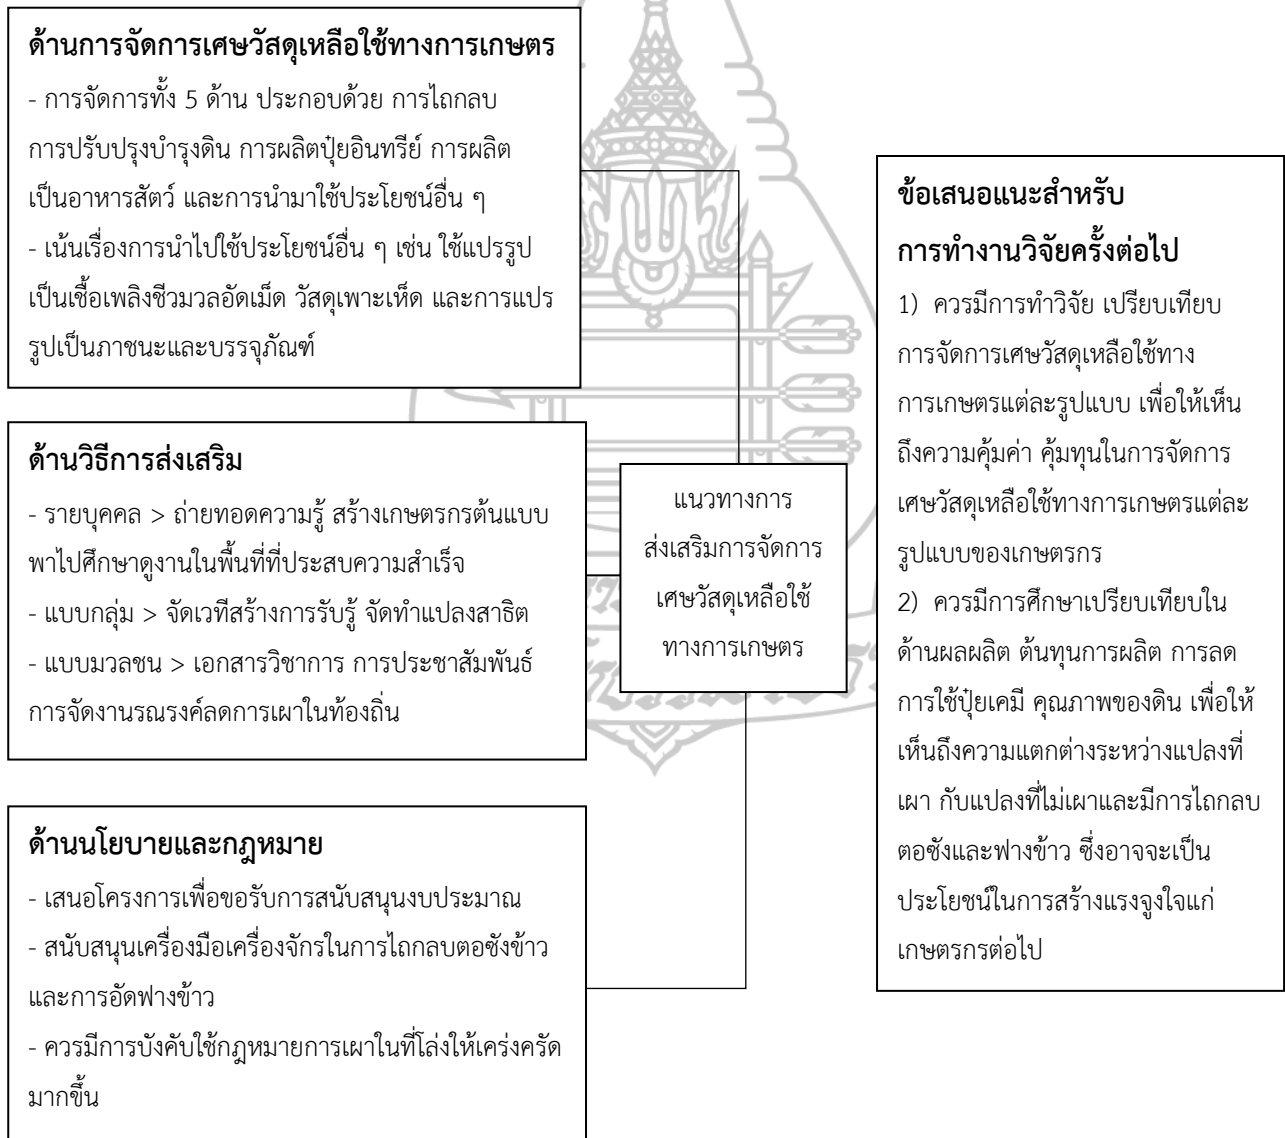 ด้านการจัดการเศษวัสดุเหลือใช้ทางการเกษตร
- การจัดการทั้ง 5 ด้าน ประกอบด้วย การไถกลบ
การปรับปรุงบำรุงดิน การผลิตปุ๋ยอินทรีย์ การผลิต
เป็นอาหารสัตว์ และการนำมาใช้ประโยชน์อื่น ๆ
- เน้นเรื่องการนำไปใช้ประโยชน์อื่น ๆ เช่น ใช้แปรรูป
เป็นเชื้อเพลิงชีวมวลอัดเม็ด วัสดุเพาะเห็ด และการแปร
รูปเป็นภาชนะและบรรจุภัณฑ์
ด้านวิธีการส่งเสริม
- รายบุคคล > ถ่ายทอดความรู้ สร้างเกษตรกรต้นแบบ
พาไปศึกษาดูงานในพื้นที่ที่ประสบความสำเร็จ
- แบบกลุ่ม > จัดเวทีสร้างการรับรู้ จัดทำแปลงสาธิต
- แบบมวลชน > เอกสารวิชาการ การประชาสัมพันธ์
การจัดงานรณรงค์ลดการเผาในท้องถิ่น
ด้านนโยบายและกฎหมาย
- เสนอโครงการเพื่อขอรับการสนับสนุนงบประมาณ
- สนับสนุนเครื่องมือเครื่องจักรในการไถกลบตอซังข้าว
และการอัดฟางข้าว
- ควรมีการบังคับใช้กฎหมายการเผาในที่โล่งให้เคร่งครัด
มากขึ้น
แนวทางการ
ส่งเสริมการจัดการ
เศษวัสดุเหลือใช้
ทางการเกษตร
ข้อเสนอแนะสำหรับ
การทำงานวิจัยครั้งต่อไป
1) ควรมีการทำวิจัย เปรียบเทียบ
การจัดการเศษวัสดุเหลือใช้ทาง
การเกษตรแต่ละรูปแบบ เพื่อให้เห็น
ถึงความคุ้มค่า คุ้มทุนในการจัดการ
เศษวัสดุเหลือใช้ทางการเกษตรแต่ละ
รูปแบบของเกษตรกร
2) ควรมีการศึกษาเปรียบเทียบใน
ด้านผลผลิต ต้นทุนการผลิต การลด
การใช้ปุ๋ยเคมี คุณภาพของดิน เพื่อให้
เห็นถึงความแตกต่างระหว่างแปลงที่
เผา กับแปลงที่ไม่เผาและมีการไถกลบ
ตอซังและฟางข้าว ซึ่งอาจจะเป็น
ประโยชน์ในการสร้างแรงจูงใจแก่
เกษตรกรต่อไป